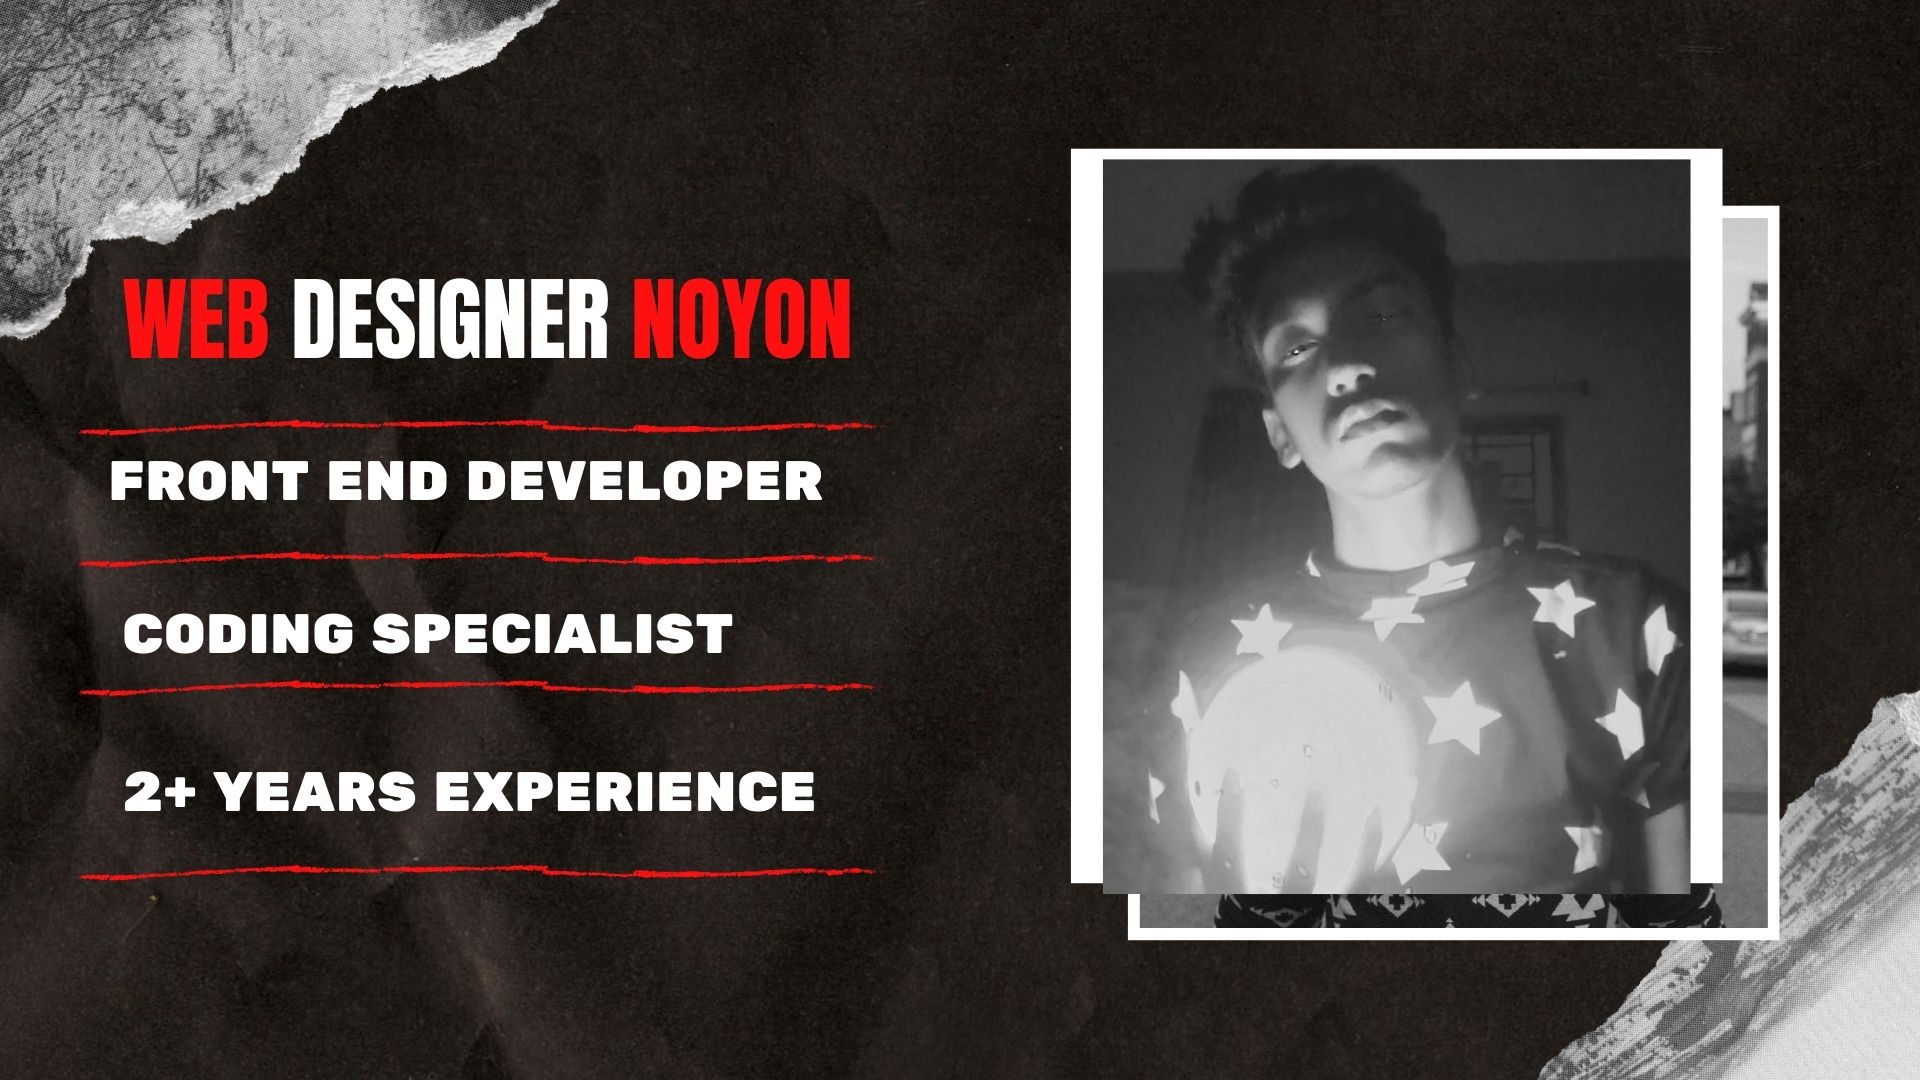 WEB DESIGNER NOYON
FRONT END DEVELOPER
CODING SPECIALIST
2+ YEARS EXPERIENCE